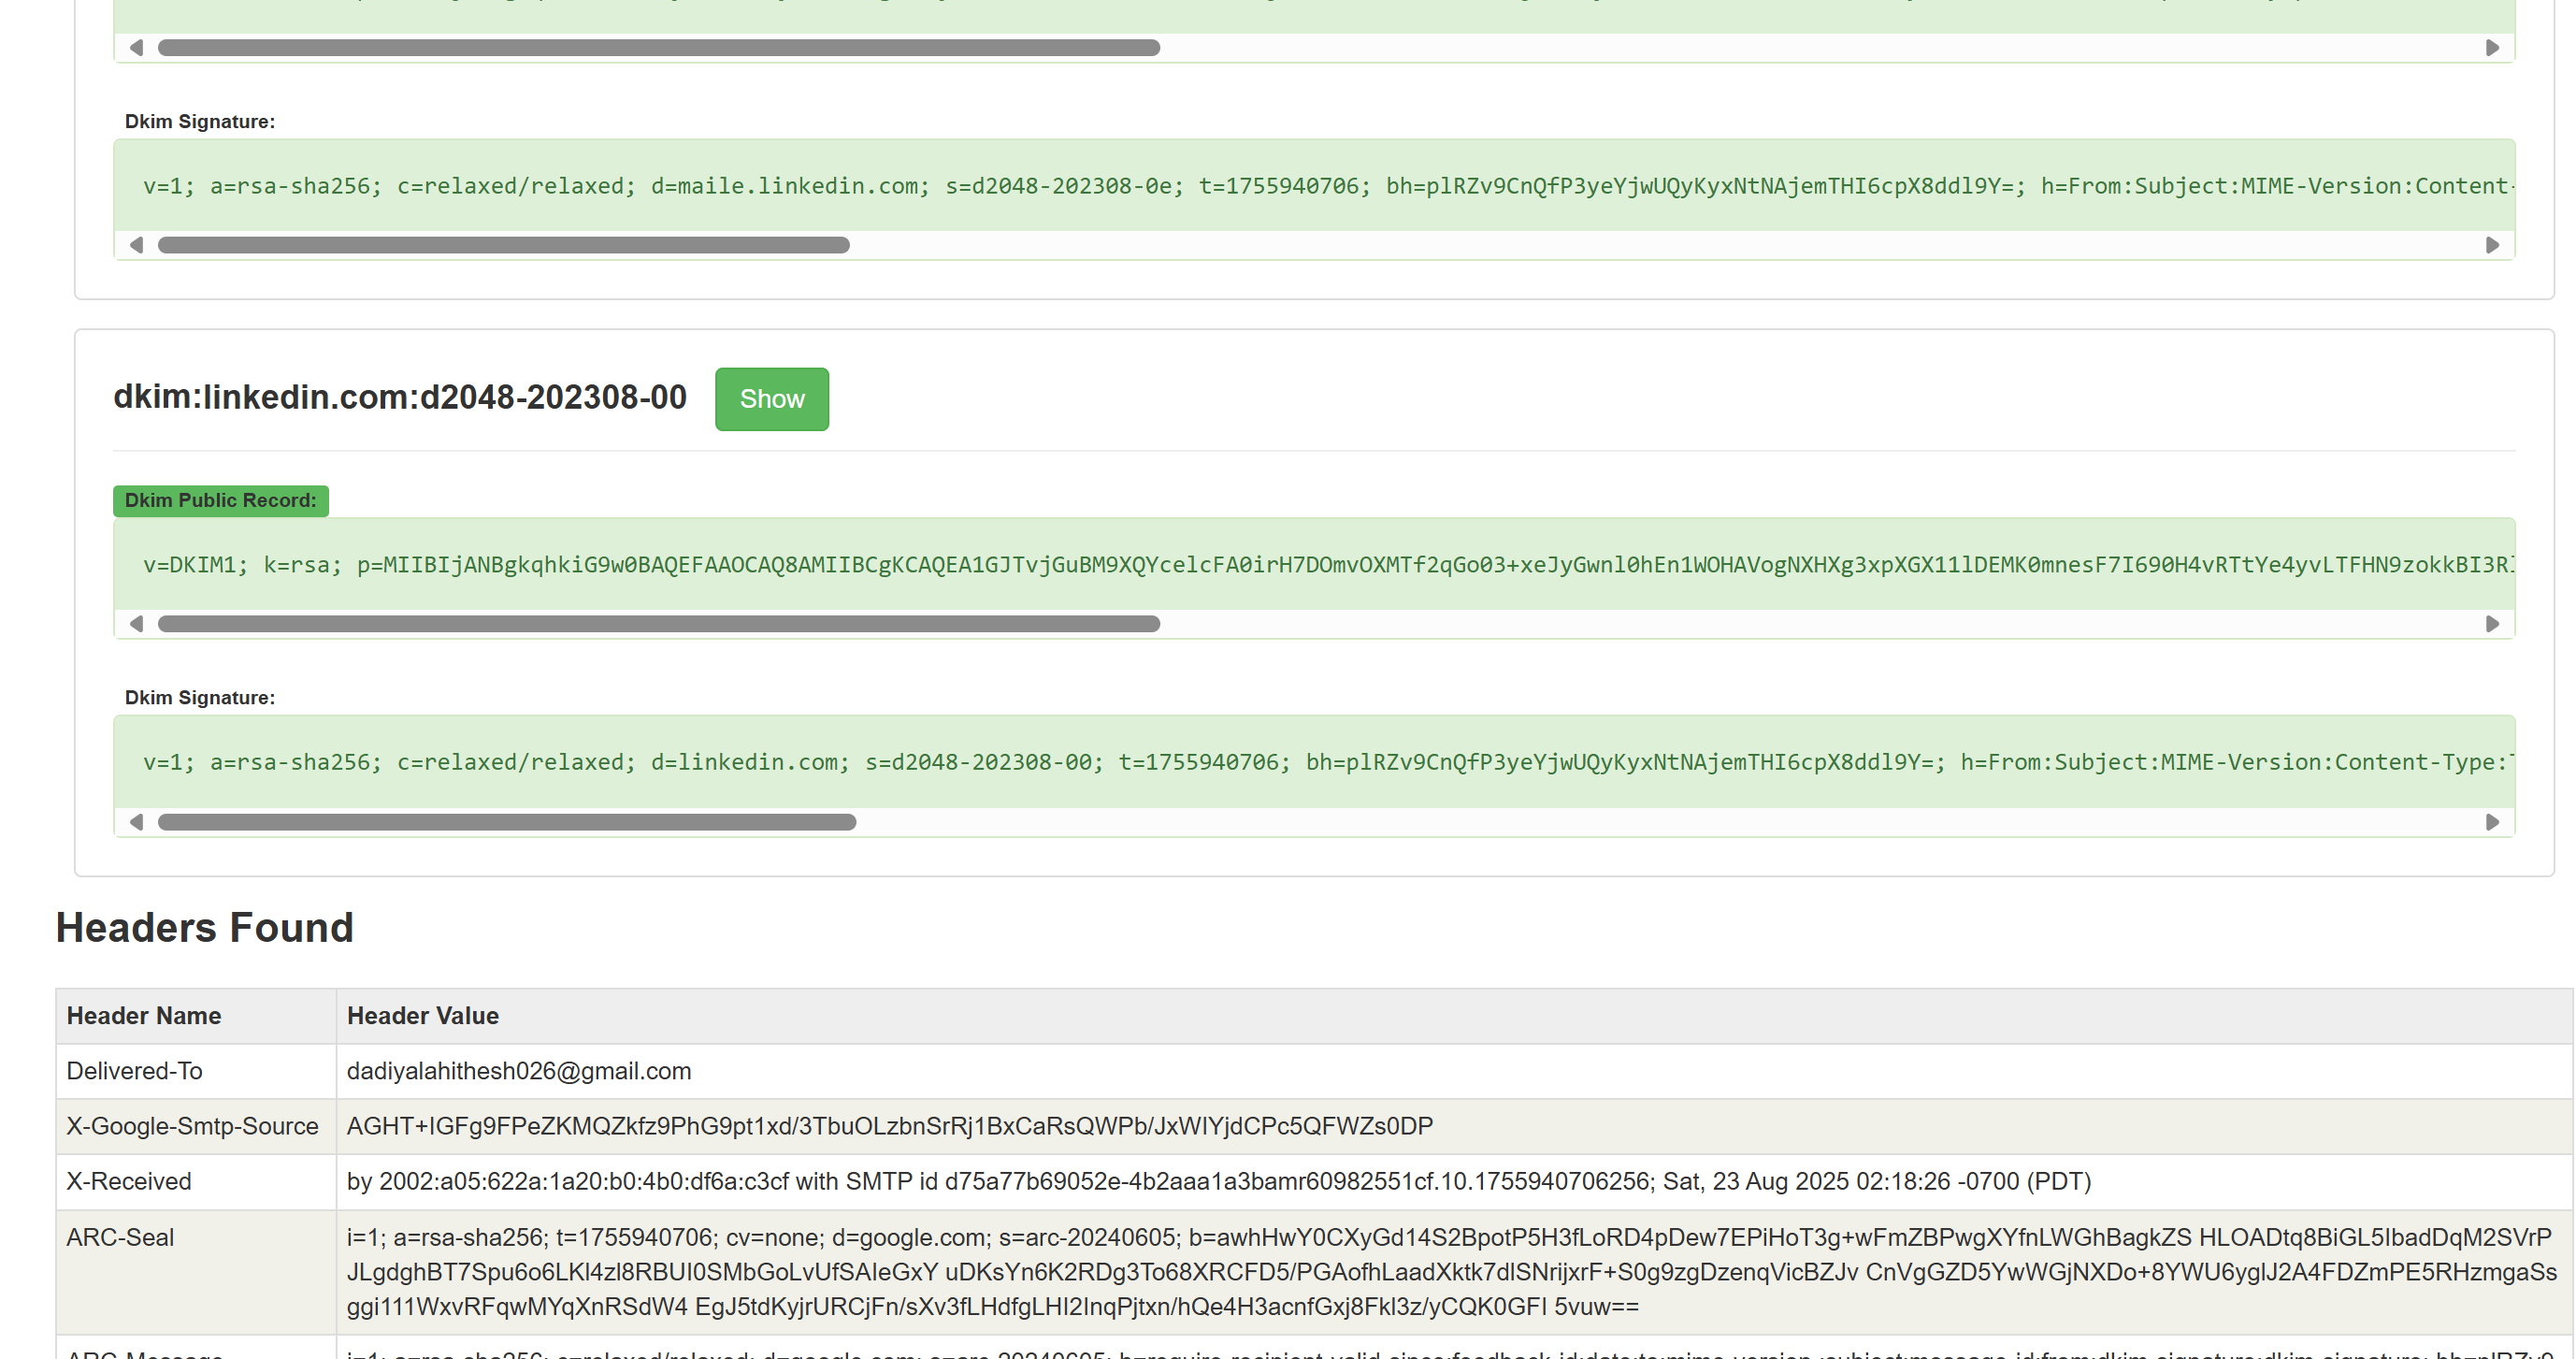 Dkim Signature:
v=1; a=rsa-sha256; c=relaxed/relaxed; d=maile.linkedin.com; s=d2048-202308-0e; t=1755940706; bh=plRZv9CnQfP3yeYjwUQyKyxNtNAjemTHI6cpX8ddl9Y=; h=From:Subject:MIME-Version:Content-
dkim:linkedin.com:d2048-202308-00 Show
Dkim Public Record:
v=DKIM1; k=rsa; p=MIIBIjANBgkqhkiG9w0BAQEFAAOCAQ8AMIIBCgKCAQEA1GJTvjGuBM9XQYcelcFA0irH7DOmvOXMTf2qGo03+xeJyGwnl0hEn1WOHAVogNXHXg3xpXGX11lDEMK0mnesF7I690H4vRTtYe4yvLTFHN9zokkBI3Rl
Dkim Signature:
v=1; a=rsa-sha256; c=relaxed/relaxed; d=linkedin.com; s=d2048-202308-00; t=1755940706; bh=plRZv9CnQfP3yeYjwUQyKyxNtNAjemTHI6cpX8ddl9Y=; h=From:Subject:MIME-Version:Content-Type:
Headers Found
Header Name Header Value
Delivered-To dadiyalahithesh026@gmail.com
X-Google-Smtp-Source AGHT+IGFg9FPeZKMQZkfz9PhG9pt1xd/3TbuOLzbnSrRj1BxCaRsQWPb/JxWIYjdCPc5QFWZs0DP
X-Received by 2002:a05:622a:1a20:b0:4b0:df6a:c3cf with SMTP id d75a77b69052e-4b2aaa1a3bamr60982551cf.10.1755940706256; Sat, 23 Aug 2025 02:18:26 -0700 (PDT)
ARC-Seal i=1; a=rsa-sha256; t=1755940706; cv=none; d=google.com; s=arc-20240605; b=awhHwY0CXyGd14S2BpotP5H3fLoRD4pDew7EPiHoT3g+wFmZBPwgXYfnLWGhBagkZS HLOADtq8BiGL5IbadDqM2SVrP
JLgdghBT7Spu6o6LKl4zl8RBUI0SMbGoLvUfSAIeGxY uDKsYn6K2RDg3To68XRCFD5/PGAofhLaadXktk7dlSNrijxrF+S0g9zgDzenqVicBZJv CnVgGZD5YwWGjNXDo+8YWU6yglJ2A4FDZmPE5RHzmgaSs
ggi111WxvRFqwMYqXnRSdW4 EgJ5tdKyjrURCjFn/sXv3fLHdfgLHI2InqPjtxn/hQe4H3acnfGxj8Fkl3z/yCQK0GFI 5vuw==